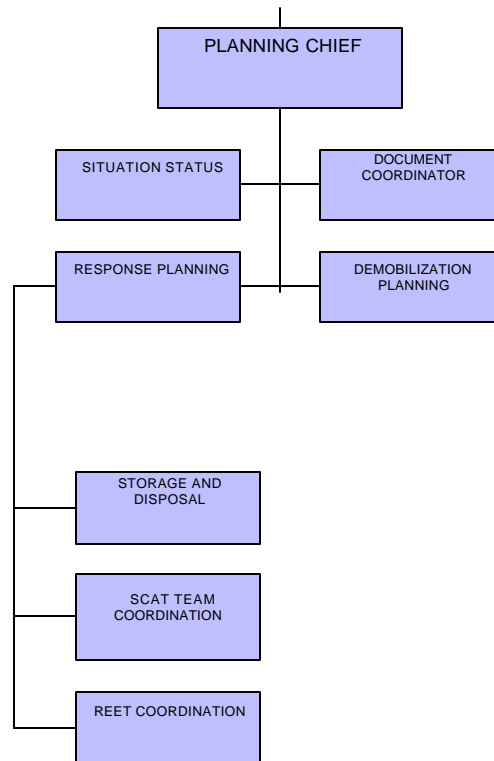 PLANNING CHIEF
SITUATION STATUS
DOCUMENT
COORDINATOR
RESPONSE PLANNING
DEMOBILIZATION
PLANNING
STORAGE AND
DISPOSAL
SCAT TEAM
COORDINATION
REET COORDINATION